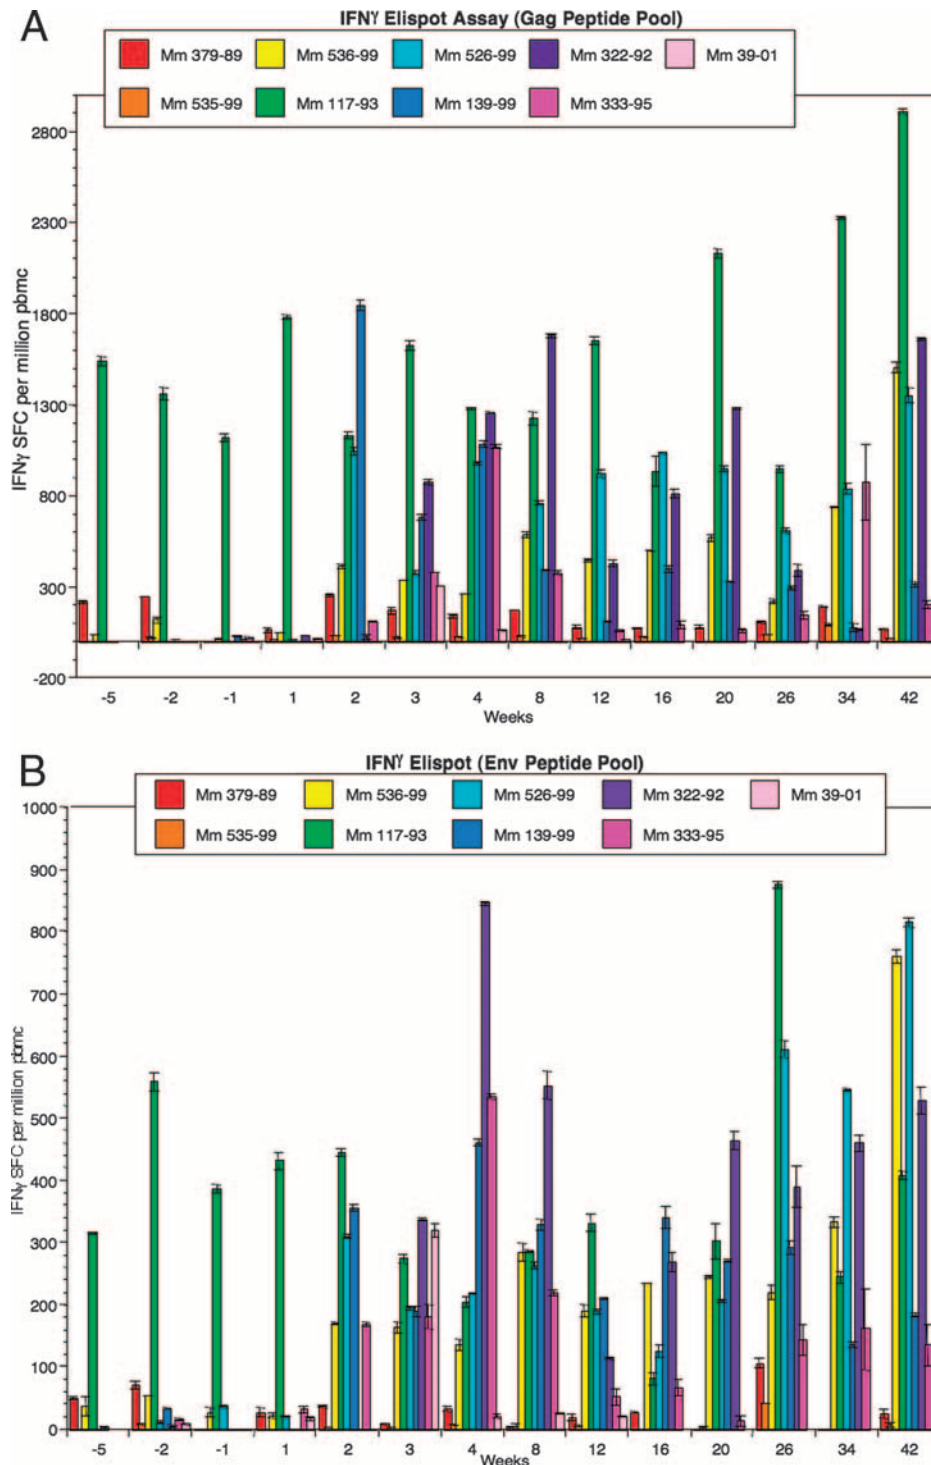 A
IFNγ Elispot Assay (Gag Peptide Pool)
Mm 379-89 Mm 536-99 Mm 526-99 Mm 322-92 Mm 39-01
Mm 535-99 Mm 117-93 Mm 139-99 Mm 333-95
IFNγ SFC per million pbmc
2800
2300
1800
1300
800
300
-200
-5 -2 -1 1 2 3 4 8 12 16 20 26 34 42
Weeks
B
IFNγ Elispot (Env Peptide Pool)
Mm 379-89 Mm 536-99 Mm 526-99 Mm 322-92 Mm 39-01
Mm 535-99 Mm 117-93 Mm 139-99 Mm 333-95
IFNγ SFC per million pbmc
1000
900
800
700
600
500
400
300
200
100
0
-5 -2 -1 1 2 3 4 8 12 16 20 26 34 42
Weeks